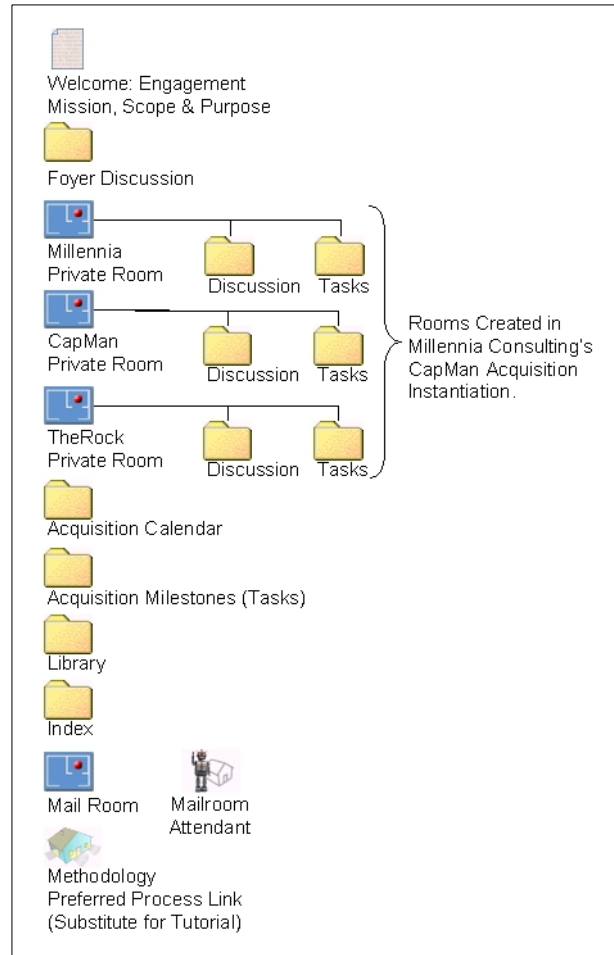 Welcome: Engagement
Mission, Scope & Purpose
Foyer Discussion
Millennia
Private Room
Discussion
Tasks
CapMan
Private Room
Discussion
Tasks
TheRock
Private Room
Discussion
Tasks
Rooms Created in
Millennia Consulting's
CapMan Acquisition
Instantiation.
Acquisition Calendar
Acquisition Milestones (Tasks)
Library
Index
Mail Room
Mailroom
Attendant
Methodology
Preferred Process Link
(Substitute for Tutorial)